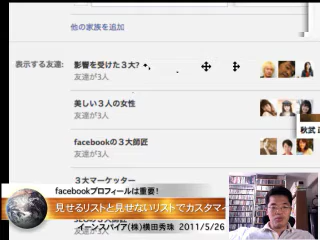 他の家族を追加
表示する友達:
影響を受けた３大?
友達が3人
美しい３人の女性
友達が3人
facebookの３大師匠
友達が3人
秋武
３大マーケッター
facebookプロフィールは重要!
見せるリストと見せないリストでカスタマイ
イーンスパイア(株)横田秀珠 2011/5/26